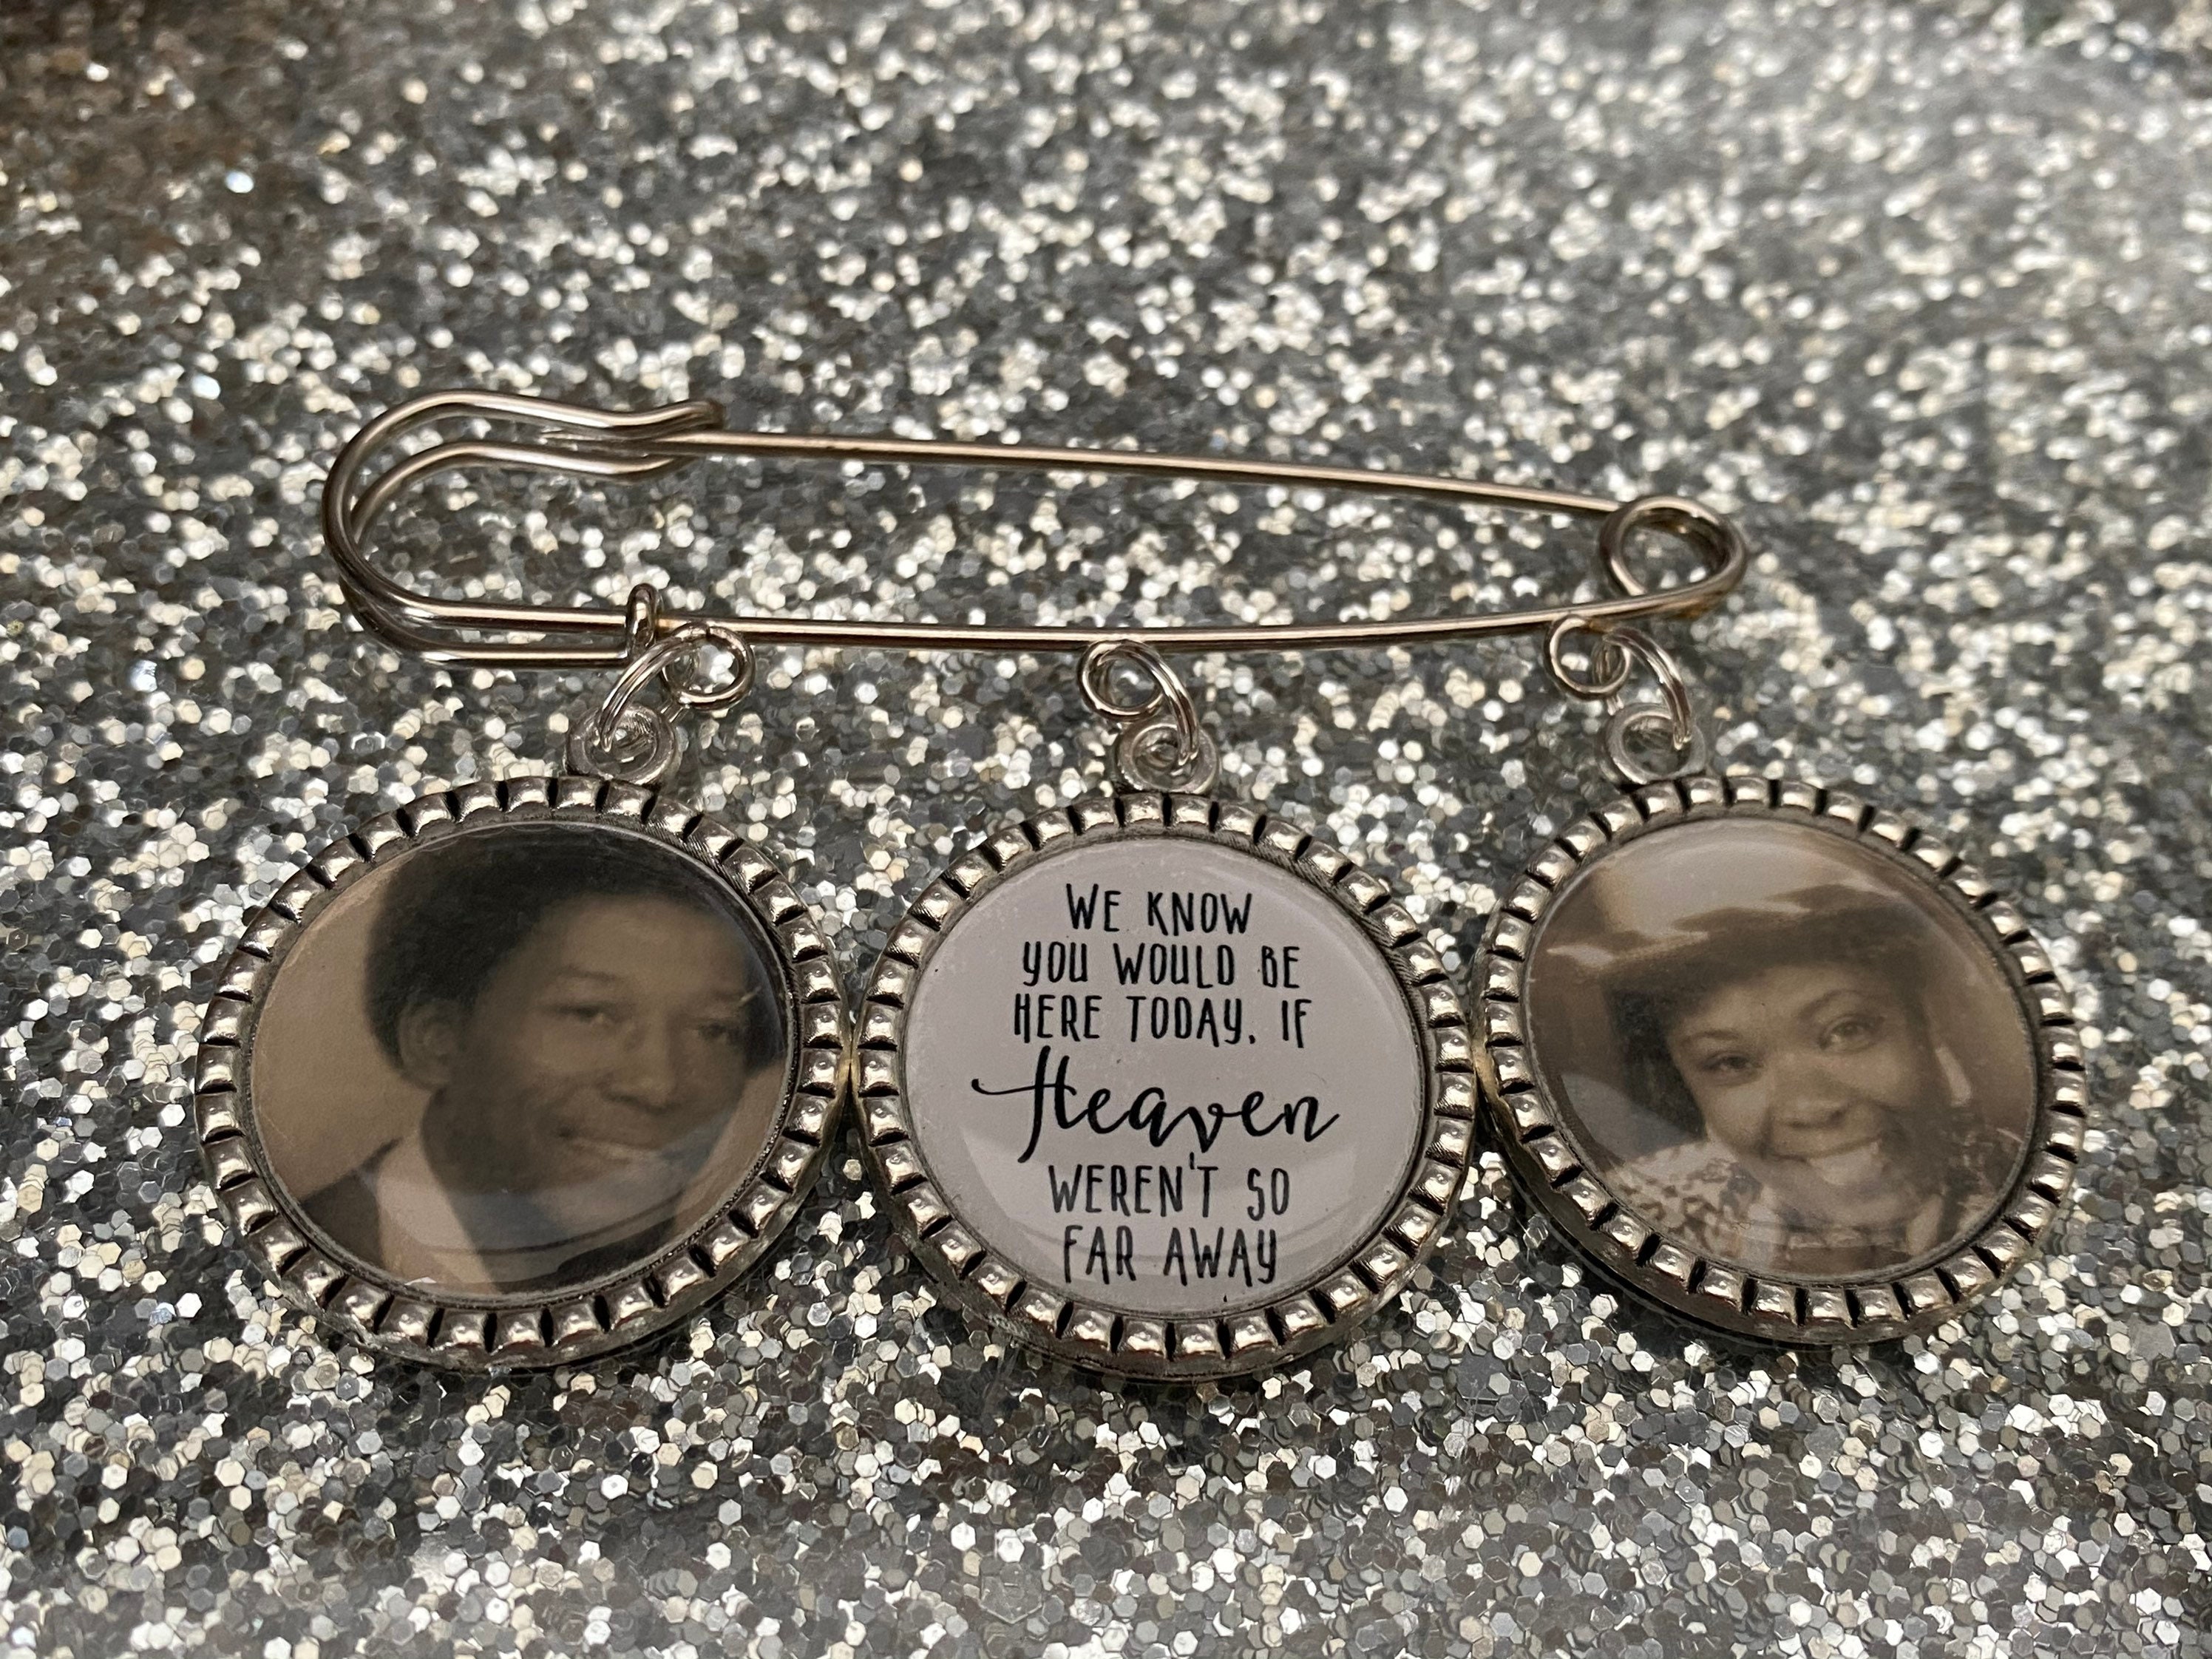 WE KNOW
YOU WOULD BE
HERE TODAY, IF
Heaven
WEREN'T SO
FAR AWAY